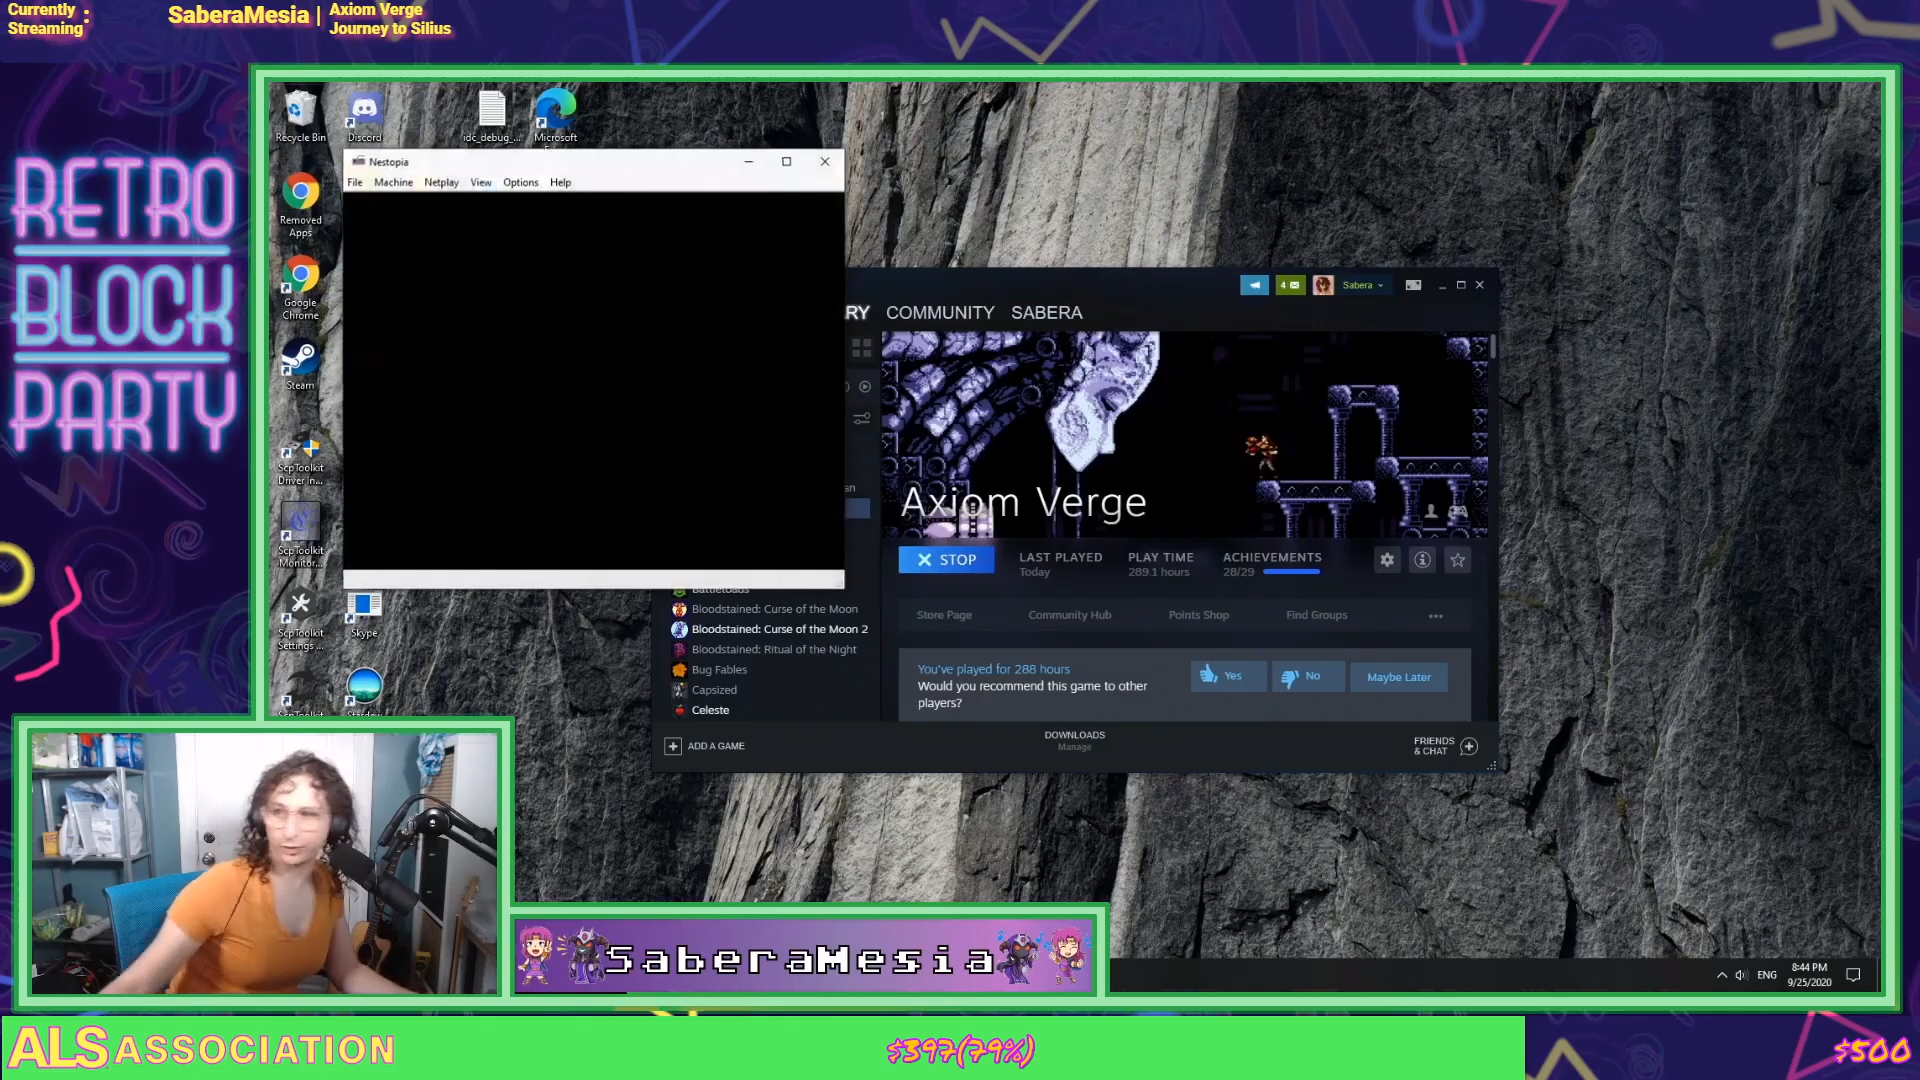 Currently
Streaming :
SaberaMesia |
Axiom Verge
Journey to Silius
RETRO
BLOCK
PARTY
Recycle Bin
Discord
idc_debug_...
Microsoft
Removed
Apps
Google
Chrome
Steam
ScpToolkit
Driver In...
ScpToolkit
Monitor...
ScpToolkit
Settings ...
Skype
Nestopia
File Machine Netplay View Options Help
4
Sabera
RY COMMUNITY SABERA
an
Axiom Verge
STOP
LAST PLAYED
Today
PLAY TIME
289.1 hours
ACHIEVEMENTS
28/29
Store Page Community Hub Points Shop Find Groups
You've played for 288 hours
Would you recommend this game to other
players?
Yes
No
Maybe Later
Bloodstained: Curse of the Moon
Bloodstained: Curse of the Moon 2
Bloodstained: Ritual of the Night
Bug Fables
Capsized
Celeste
ADD A GAME
DOWNLOADS
Manage
FRIENDS
& CHAT
SaberaMesia
ENG
8:44 PM
9/25/2020
ALS ASSOCIATION
$397(79%)
$500